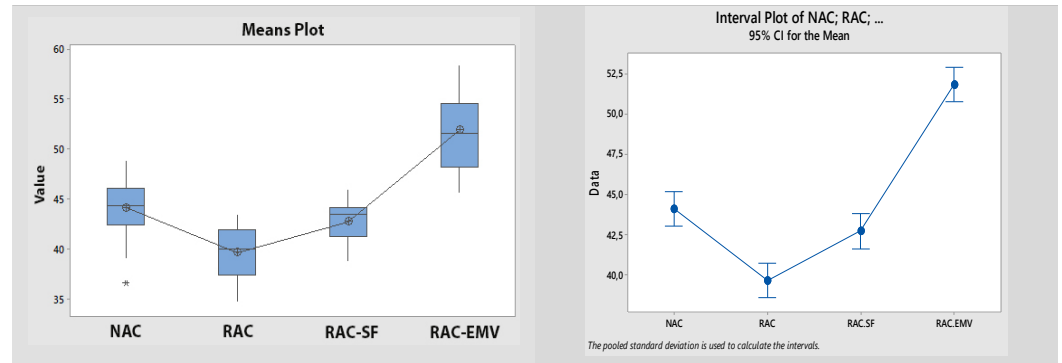 Means Plot
60
55
50
45
40
35
Value
NAC RAC RAC-SF RAC-EMV
Interval Plot of NAC; RAC; ...
95% CI for the Mean
52,5
50,0
47,5
45,0
42,5
40,0
Data
NAC RAC RAC.SF RAC.EMV
The pooled standard deviation is used to calculate the intervals.